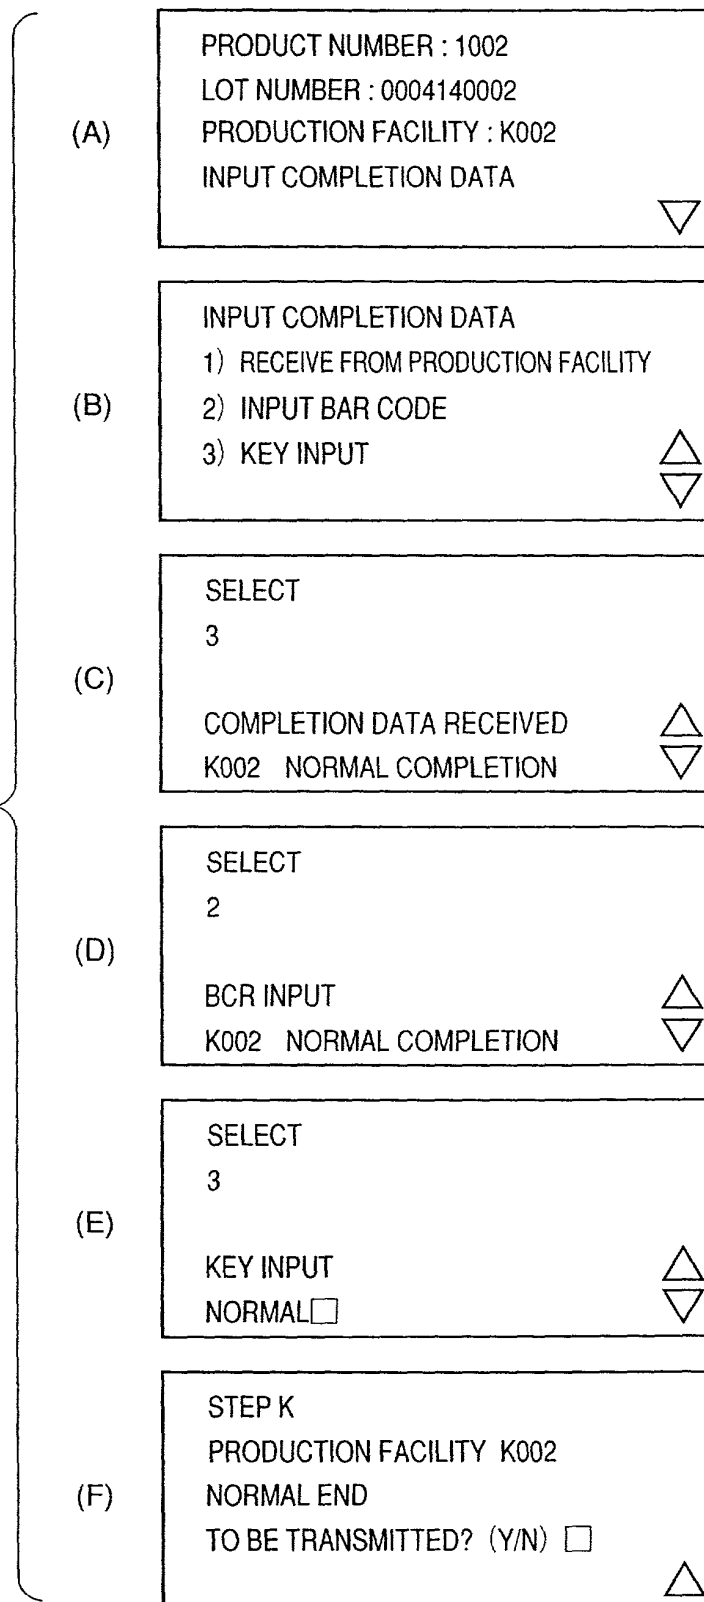 (A)
PRODUCT NUMBER : 1002
LOT NUMBER : 0004140002
PRODUCTION FACILITY : K002
INPUT COMPLETION DATA
(B)
INPUT COMPLETION DATA
1) RECEIVE FROM PRODUCTION FACILITY
2) INPUT BAR CODE
3) KEY INPUT
(C)
SELECT
3
COMPLETION DATA RECEIVED
K002 NORMAL COMPLETION
(D)
SELECT
2
BCR INPUT
K002 NORMAL COMPLETION
(E)
SELECT
3
KEY INPUT
NORMAL□
(F)
STEP K
PRODUCTION FACILITY K002
NORMAL END
TO BE TRANSMITTED? (Y/N) □